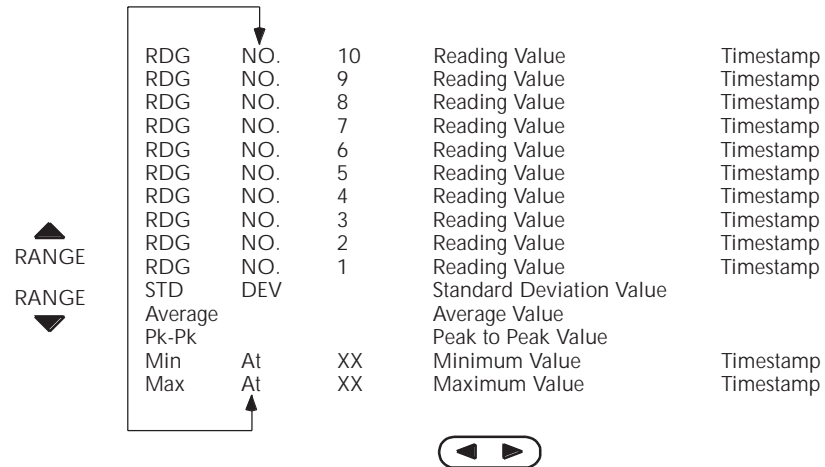 RDG NO. 10 Reading Value Timestamp
RDG NO. 9 Reading Value Timestamp
RDG NO. 8 Reading Value Timestamp
RDG NO. 7 Reading Value Timestamp
RDG NO. 6 Reading Value Timestamp
RDG NO. 5 Reading Value Timestamp
RDG NO. 4 Reading Value Timestamp
RDG NO. 3 Reading Value Timestamp
RDG NO. 2 Reading Value Timestamp
RDG NO. 1 Reading Value Timestamp
STD DEV Standard Deviation Value
Average Average Value
Pk-Pk Peak to Peak Value
Min At XX Minimum Value Timestamp
Max At XX Maximum Value Timestamp
RANGE
RANGE